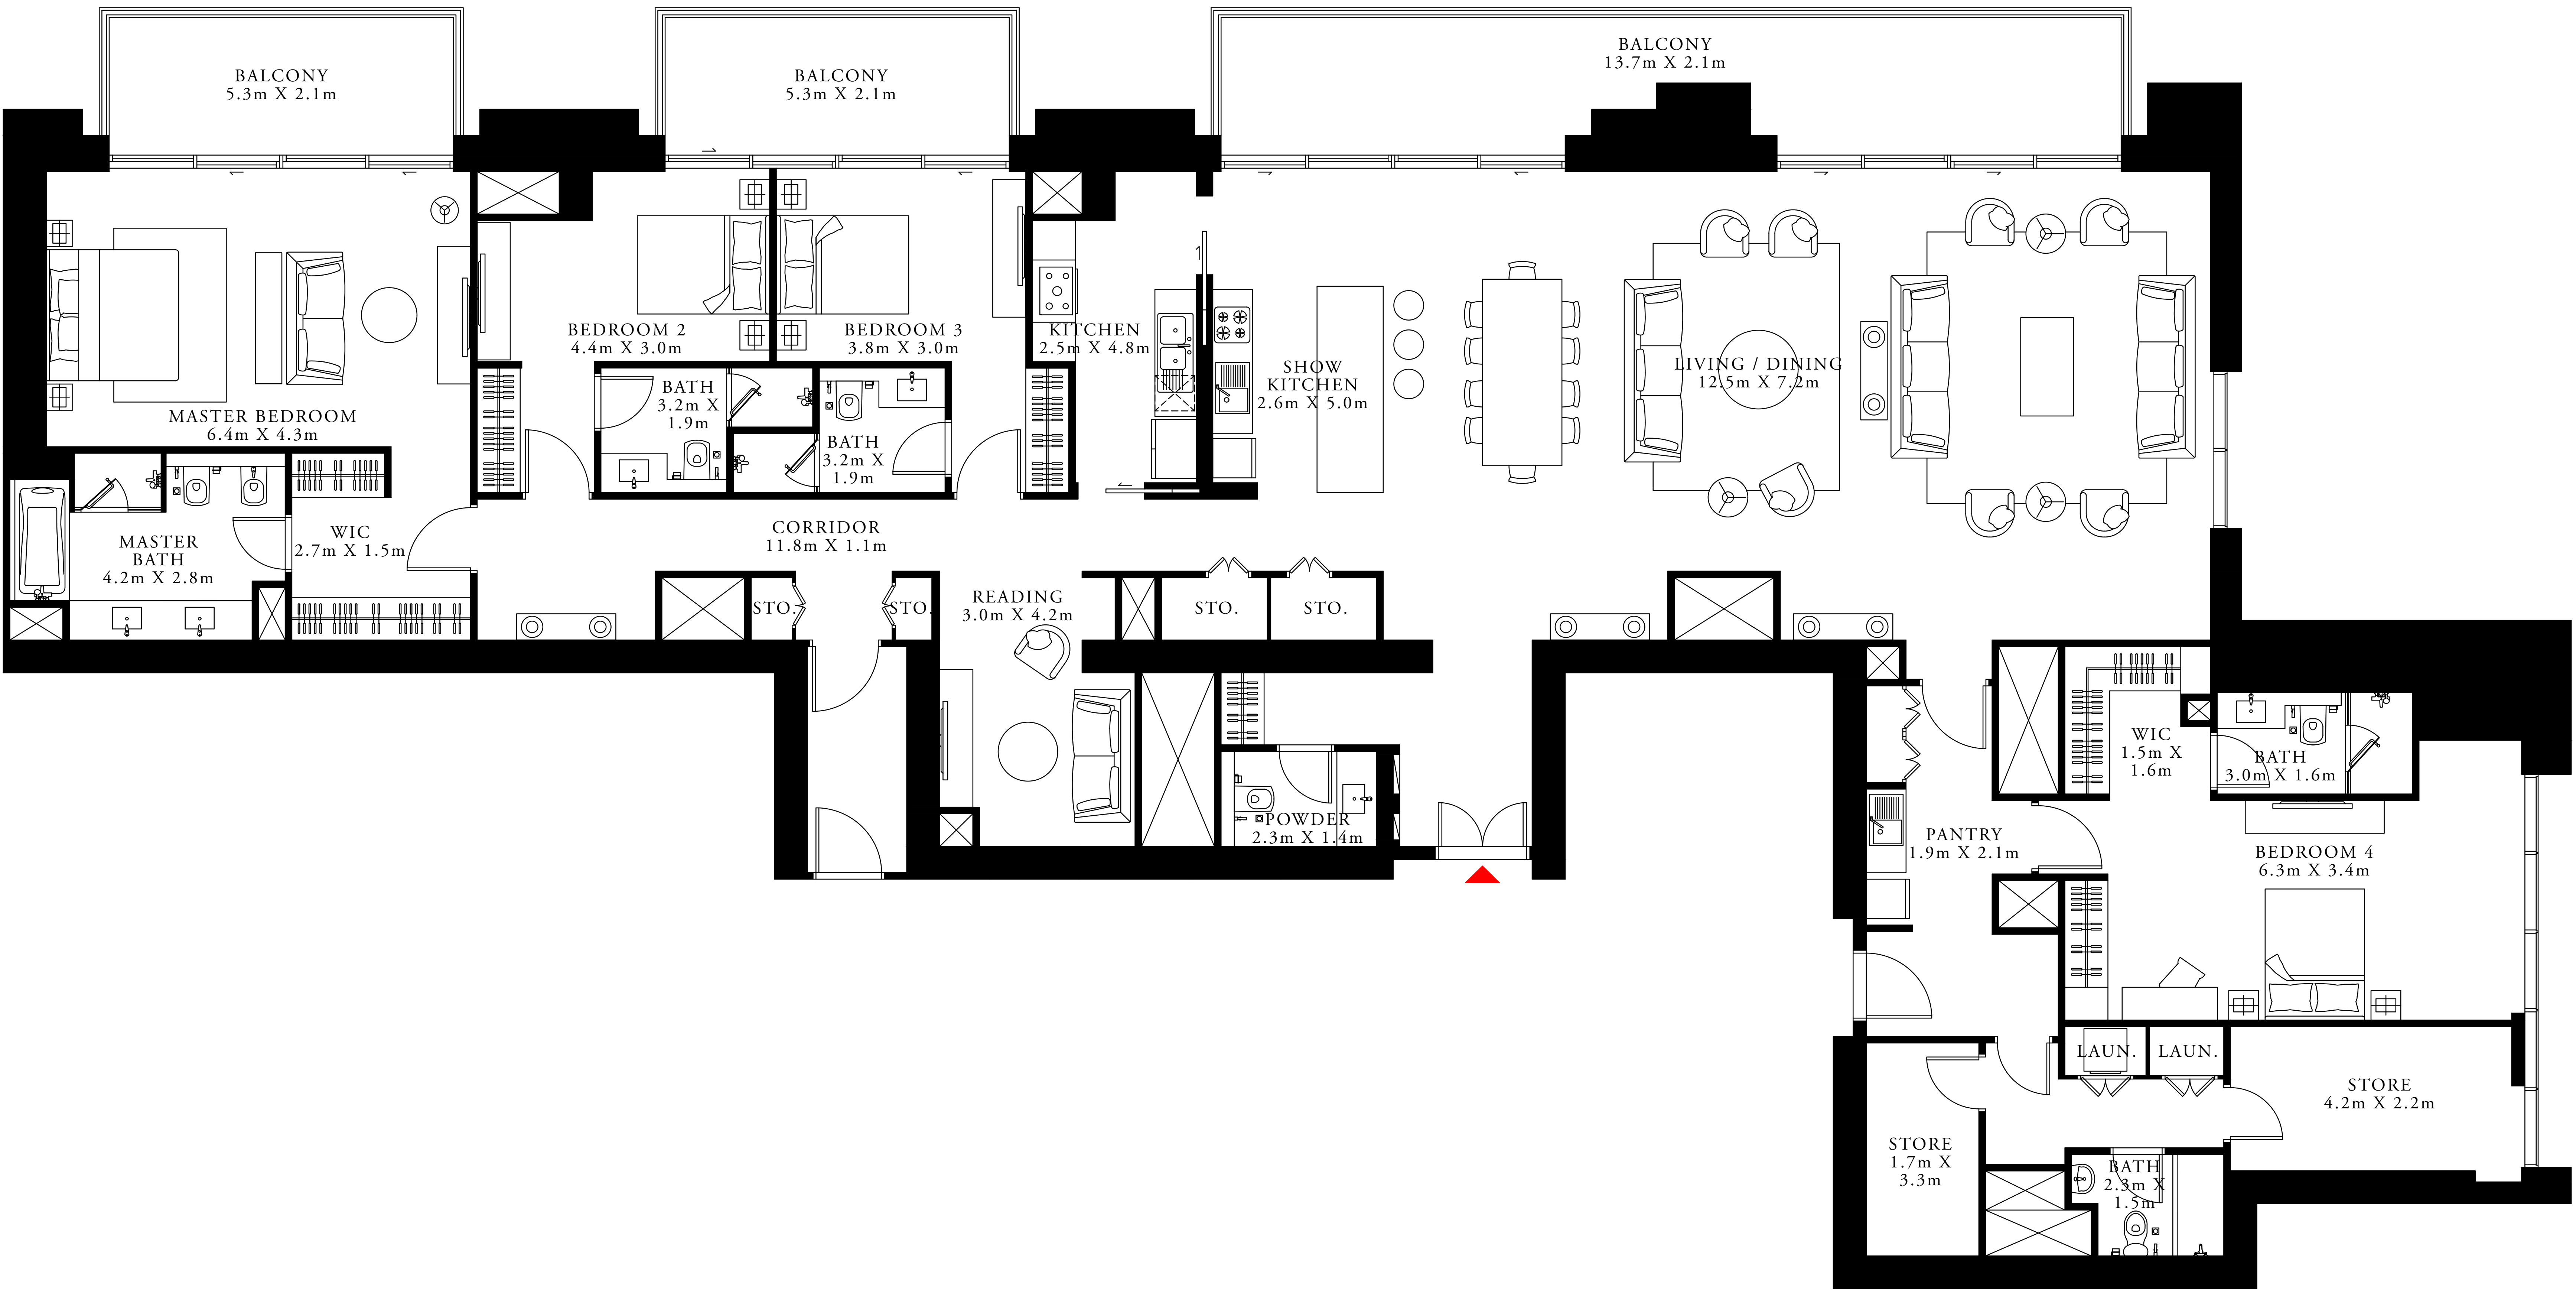 BALCONY
5.3m X 2.1m
BALCONY
5.3m X 2.1m
BALCONY
13.7m X 2.1m
MASTER BEDROOM
6.4m X 4.3m
BEDROOM 2
4.4m X 3.0m
BEDROOM 3
3.8m X 3.0m
KITCHEN
2.5m X 4.8m
SHOW
KITCHEN
2.6m X 5.0m
LIVING / DINING
12.5m X 7.2m
BATH
3.2m X
1.9m
BATH
3.2m X
1.9m
MASTER
BATH
4.2m X 2.8m
WIC
2.7m X 1.5m
CORRIDOR
11.8m X 1.1m
STO.
STO.
READING
3.0m X 4.2m
STO.
STO.
POWDER
2.3m X 1.4m
WIC
1.5m X
1.6m
BATH
3.0m X 1.6m
PANTRY
1.9m X 2.1m
BEDROOM 4
6.3m X 3.4m
LAUN.
LAUN.
STORE
4.2m X 2.2m
STORE
1.7m X
3.3m
BATH
2.3m X
1.5m